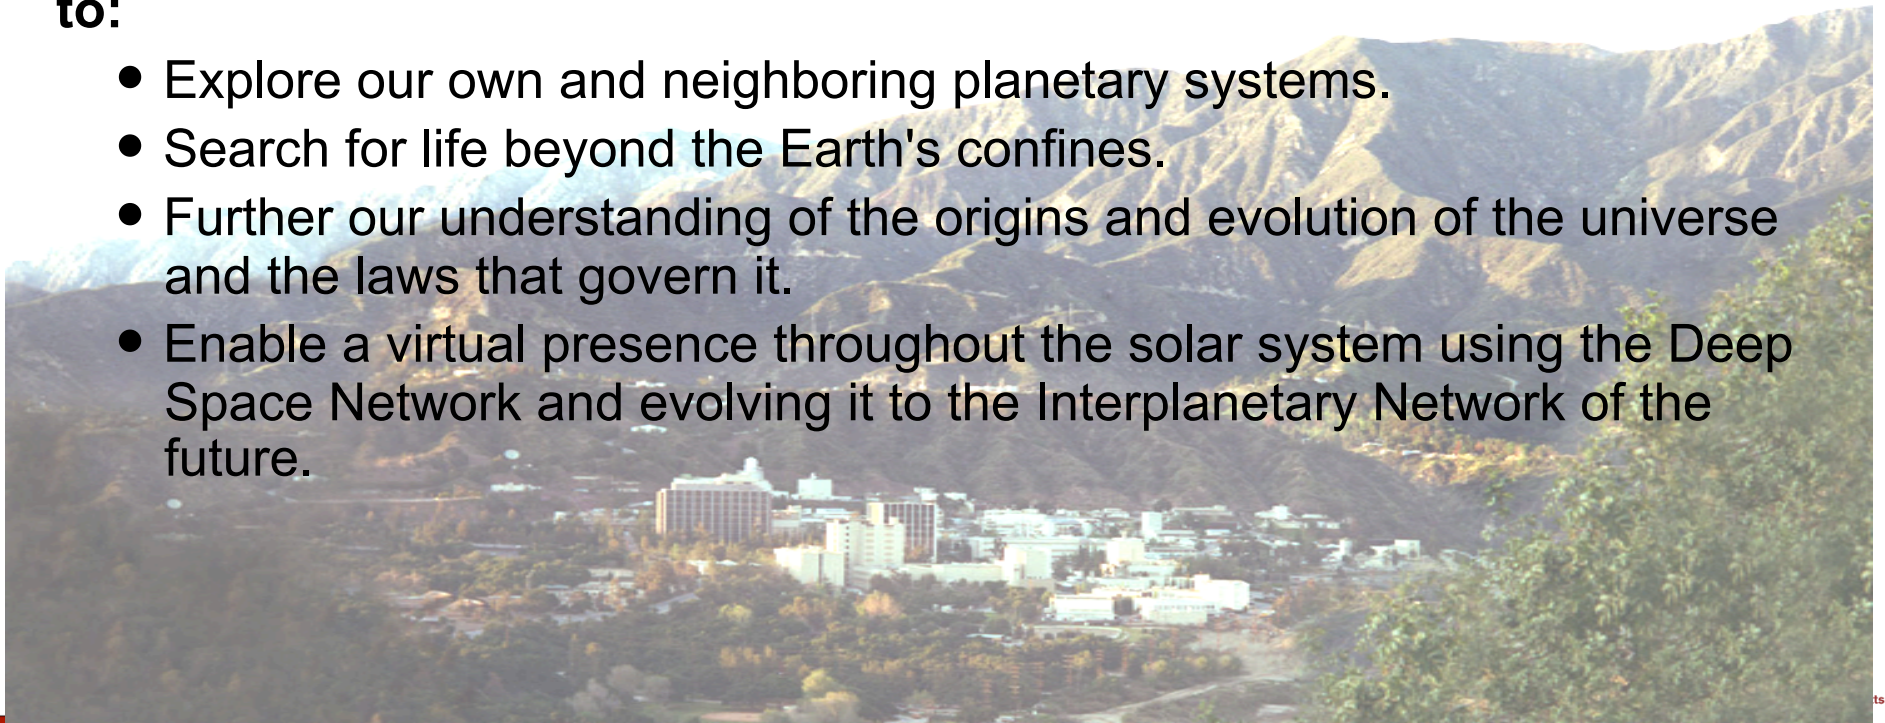 to:
• Explore our own and neighboring planetary systems.
• Search for life beyond the Earth's confines.
• Further our understanding of the origins and evolution of the universe
and the laws that govern it.
• Enable a virtual presence throughout the solar system using the Deep
Space Network and evolving it to the Interplanetary Network of the
future.
ts